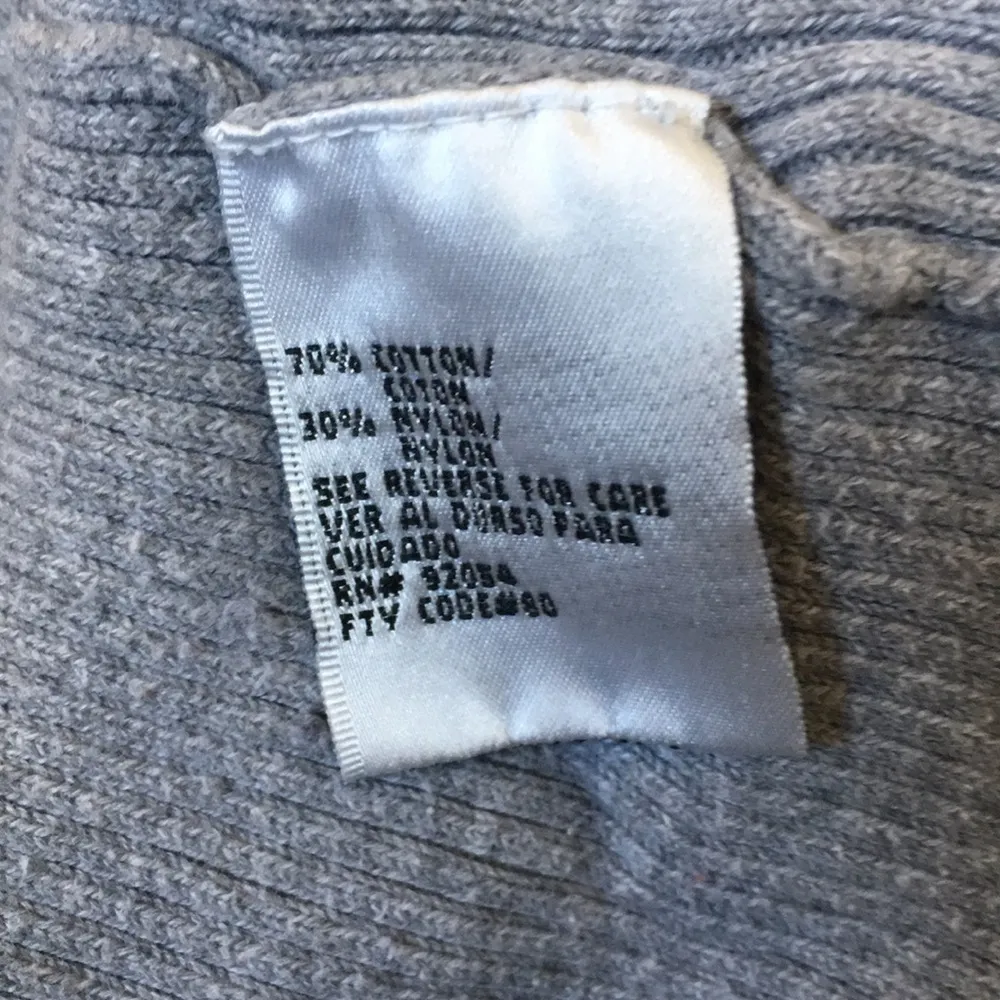 70% COTTON/
COTON
30% NYLON/
NYLON
SEE REVERSE FOR CARE
VER AL DORSO PARA
CUIDADO
RN# 92054
FTY CODE#80